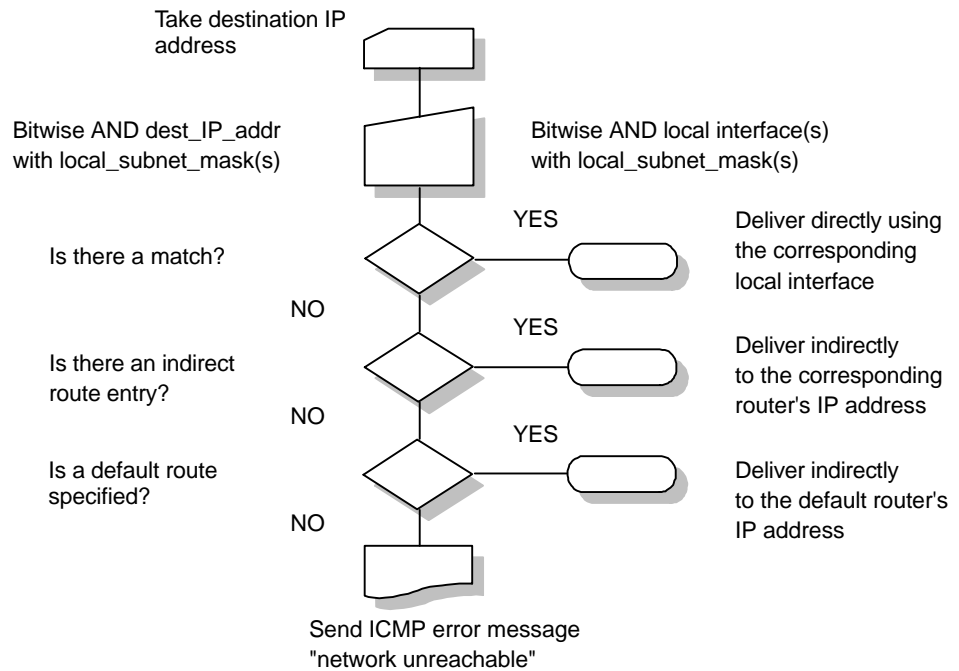 Take destination IP
address
Bitwise AND dest_IP_addr
with local_subnet_mask(s)
Bitwise AND local interface(s)
with local_subnet_mask(s)
Is there a match?
YES
Deliver directly using
the corresponding
local interface
NO
Is there an indirect
route entry?
YES
Deliver indirectly
to the corresponding
router's IP address
NO
Is a default route
specified?
YES
Deliver indirectly
to the default router's
IP address
NO
Send ICMP error message
"network unreachable"